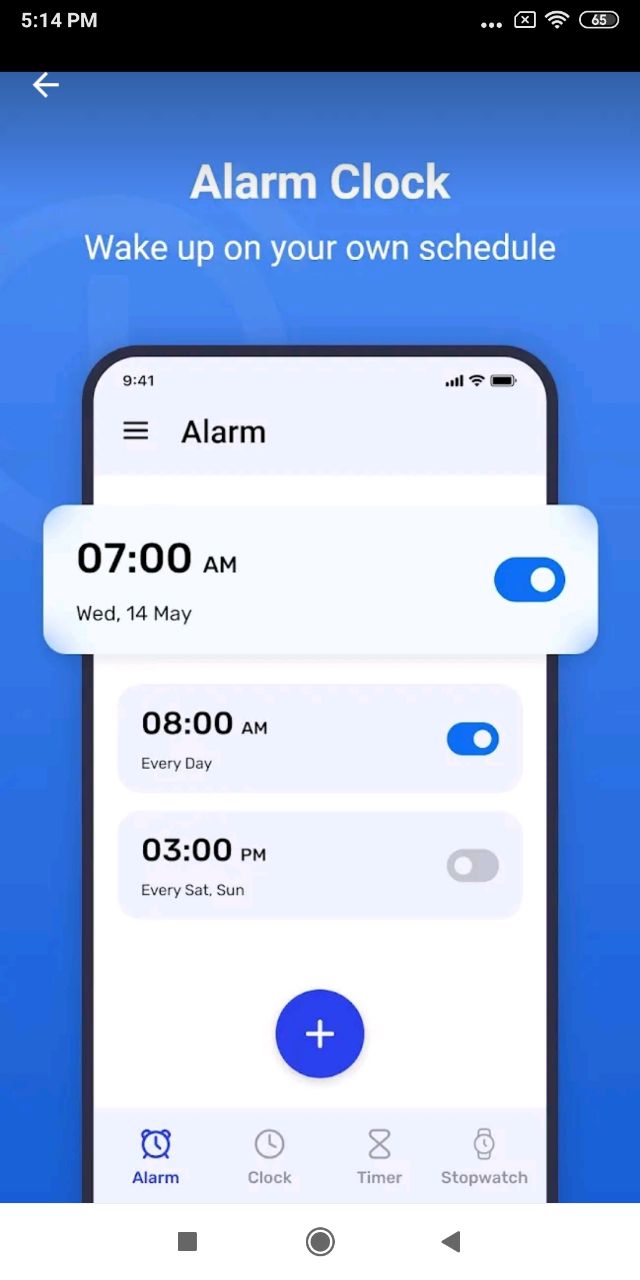 5:14 PM
65
Alarm Clock
Wake up on your own schedule
9:41
Alarm
07:00 AM
Wed, 14 May
08:00 AM
Every Day
03:00 PM
Every Sat, Sun
Alarm
Clock
Timer
Stopwatch